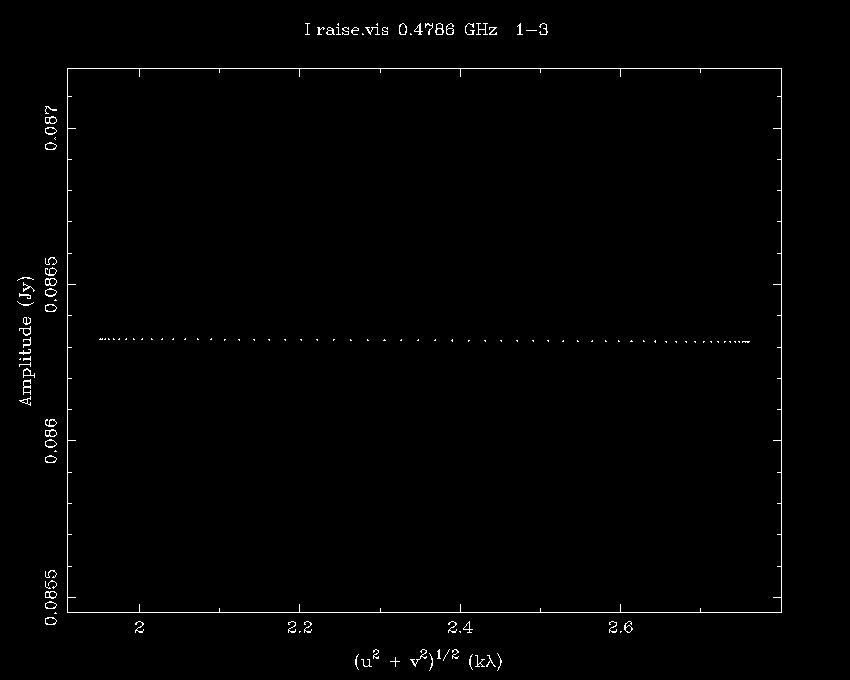 I raise.vis 0.4786 GHz 1−3
0.087
0.0865
0.086
0.0855
Amplitude (Jy)
2 2.2 2.4 2.6
(u² + v²)¹/² (kλ)